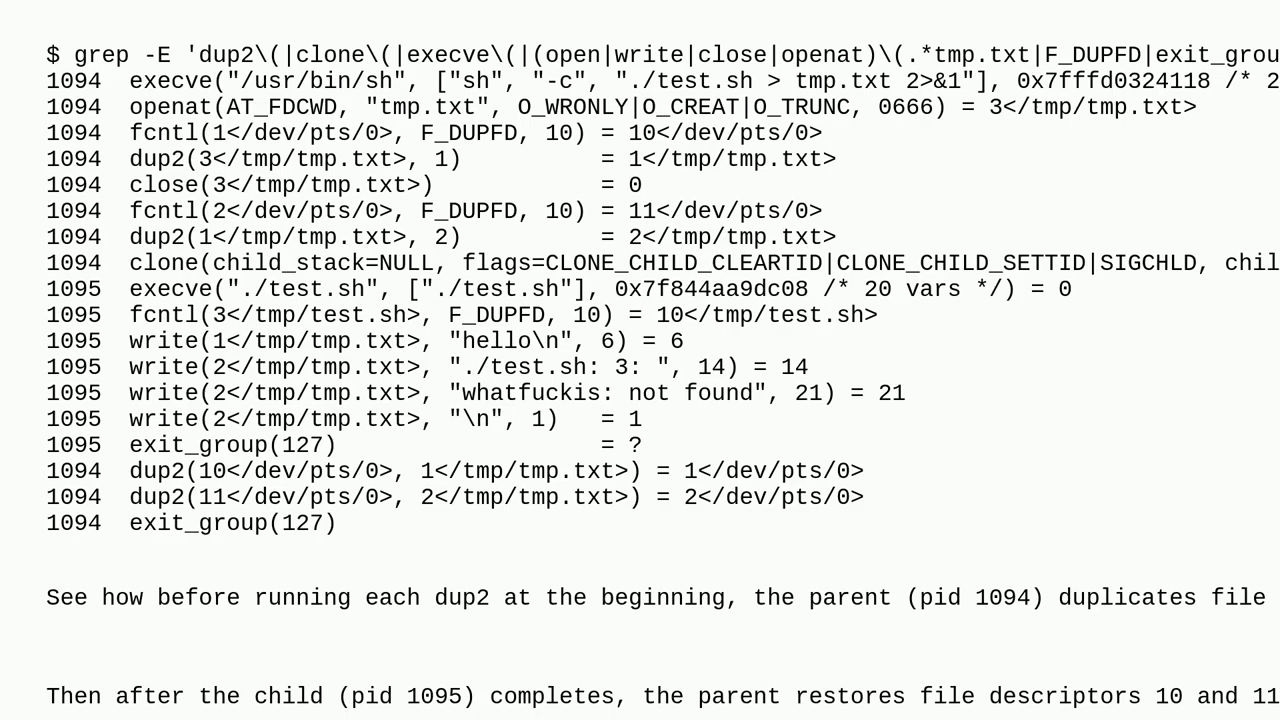 $ grep -E 'dup2\(|clone\(|execve\(|(open|write|close|openat)\(.*tmp.txt|F_DUPFD|exit_grou
1094  execve("/usr/bin/sh", ["sh", "-c", "./test.sh > tmp.txt 2>&1"], 0x7fffd0324118 /* 2
1094  openat(AT_FDCWD, "tmp.txt", O_WRONLY|O_CREAT|O_TRUNC, 0666) = 3</tmp/tmp.txt>
1094  fcntl(1</dev/pts/0>, F_DUPFD, 10) = 10</dev/pts/0>
1094  dup2(3</tmp/tmp.txt>, 1)          = 1</tmp/tmp.txt>
1094  close(3</tmp/tmp.txt>)            = 0
1094  fcntl(2</dev/pts/0>, F_DUPFD, 10) = 11</dev/pts/0>
1094  dup2(1</tmp/tmp.txt>, 2)          = 2</tmp/tmp.txt>
1094  clone(child_stack=NULL, flags=CLONE_CHILD_CLEARTID|CLONE_CHILD_SETTID|SIGCHLD, chil
1095  execve("./test.sh", ["./test.sh"], 0x7f844aa9dc08 /* 20 vars */) = 0
1095  fcntl(3</tmp/test.sh>, F_DUPFD, 10) = 10</tmp/test.sh>
1095  write(1</tmp/tmp.txt>, "hello\n", 6) = 6
1095  write(2</tmp/tmp.txt>, "./test.sh: 3: ", 14) = 14
1095  write(2</tmp/tmp.txt>, "whatfuckis: not found", 21) = 21
1095  write(2</tmp/tmp.txt>, "\n", 1)   = 1
1095  exit_group(127)                   = ?
1094  dup2(10</dev/pts/0>, 1</tmp/tmp.txt>) = 1</dev/pts/0>
1094  dup2(11</dev/pts/0>, 2</tmp/tmp.txt>) = 2</dev/pts/0>
1094  exit_group(127)
See how before running each dup2 at the beginning, the parent (pid 1094) duplicates file
Then after the child (pid 1095) completes, the parent restores file descriptors 10 and 11